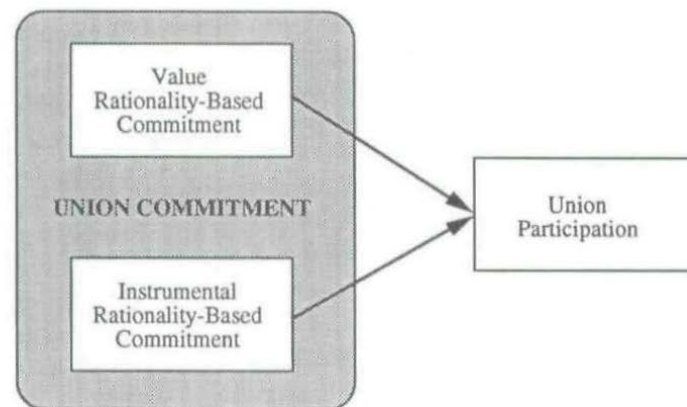 Value
Rationality-Based
Commitment
UNION COMMITMENT
Instrumental
Rationality-Based
Commitment
Union
Participation